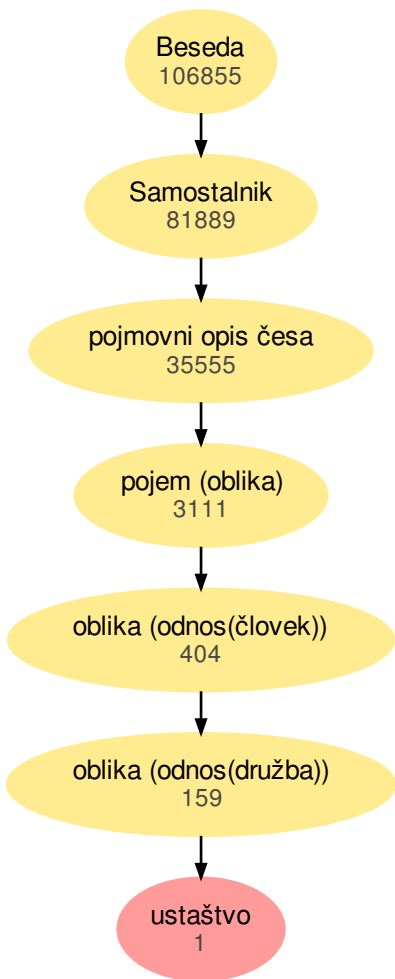 Beseda
106855
Samostalnik
81889
pojmovni opis česa
35555
pojem (oblika)
3111
oblika (odnos(človek))
404
oblika (odnos(družba))
159
ustaštvo
1